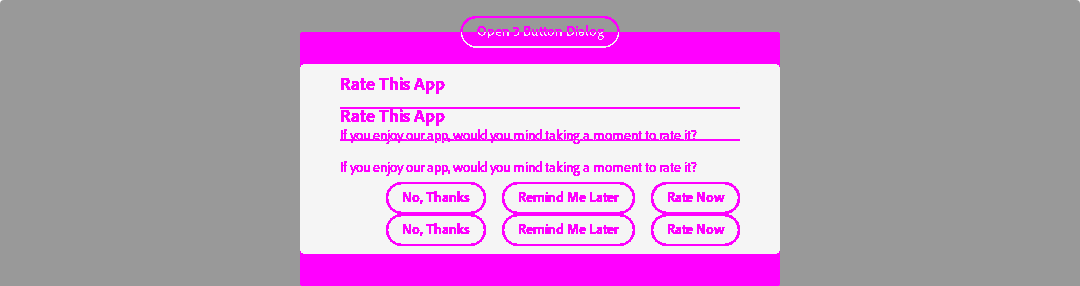 Open 3 Button Dialog
Rate This App
Rate This App
If you enjoy our app, would you mind taking a moment to rate it?
If you enjoy our app, would you mind taking a moment to rate it?
No, Thanks Remind Me Later Rate Now
No, Thanks Remind Me Later Rate Now